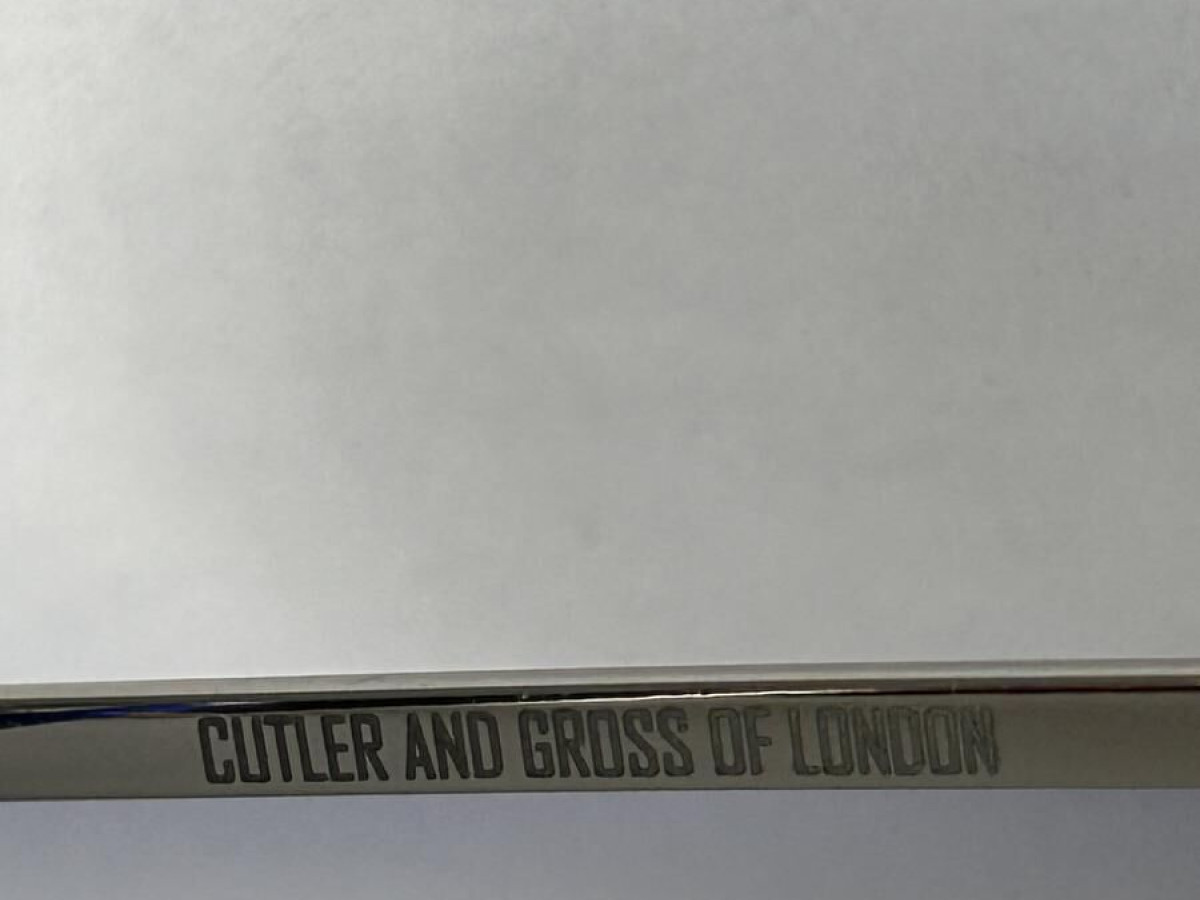 CUTLER AND GROSS OF LONDON